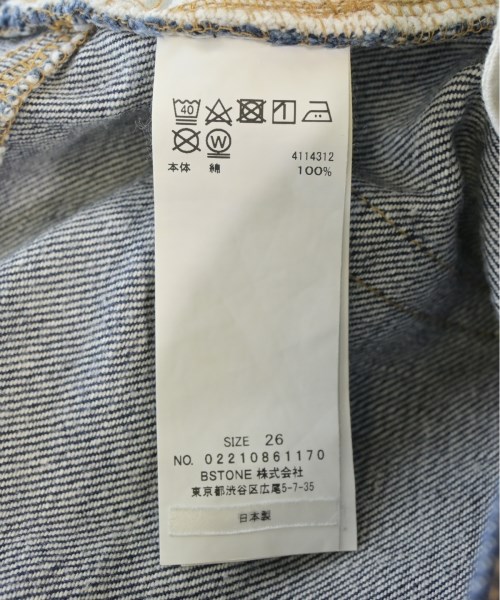 40
W
4114312
本体 綿 100%
SIZE 26
NO. 02210861170
BSTONE 株式会社
東京都渋谷区広尾5-7-35
日本製